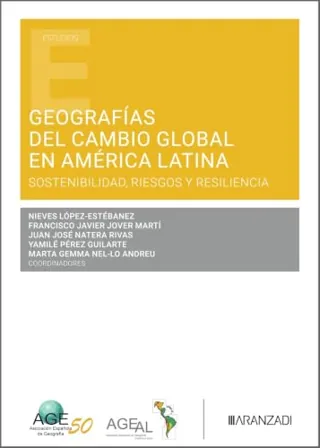 ESTUDIOS
E
GEOGRAFÍAS
DEL CAMBIO GLOBAL
EN AMÉRICA LATINA
SOSTENIBILIDAD, RIESGOS Y RESILIENCIA
NIEVES LÓPEZ-ESTÉBANEZ
FRANCISCO JAVIER JOVER MARTÍ
JUAN JOSÉ NATERA RIVAS
YAMILÉ PÉREZ GUILARTE
MARTA GEMMA NEL-LO ANDREU
COORDINADORES
AGE
Asociación Española
de Geografía
50
AGEAL
ARANZADI